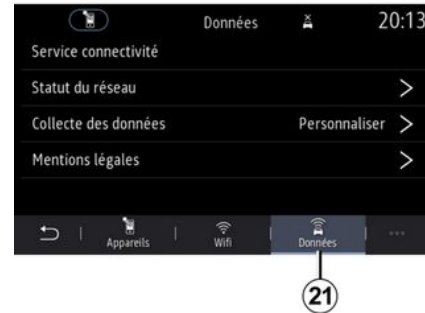 Données 20:13
Service connectivité
Statut du réseau >
Collecte des données Personnaliser >
Mentions légales >
Appareils Wifi Données ...
21